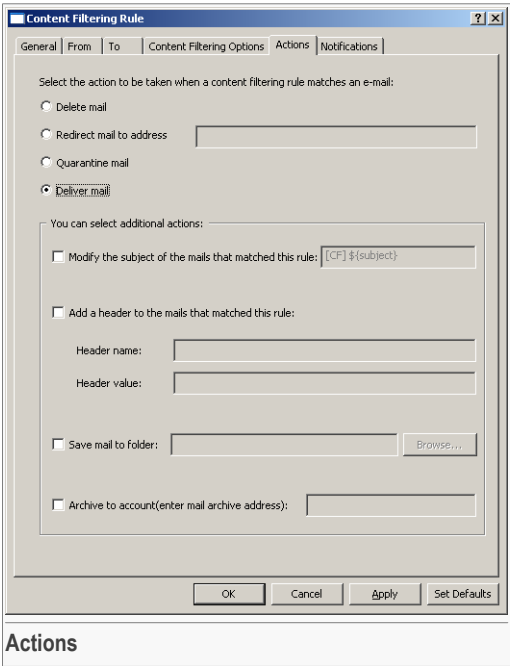 Content Filtering Rule
General From To Content Filtering Options Actions Notifications
Select the action to be taken when a content filtering rule matches an e-mail:
Delete mail
Redirect mail to address
Quarantine mail
Deliver mail
You can select additional actions:
Modify the subject of the mails that matched this rule: [CF] ${subject}
Add a header to the mails that matched this rule:
Header name:
Header value:
Save mail to folder: Browse...
Archive to account(enter mail archive address):
OK Cancel Apply Set Defaults
Actions